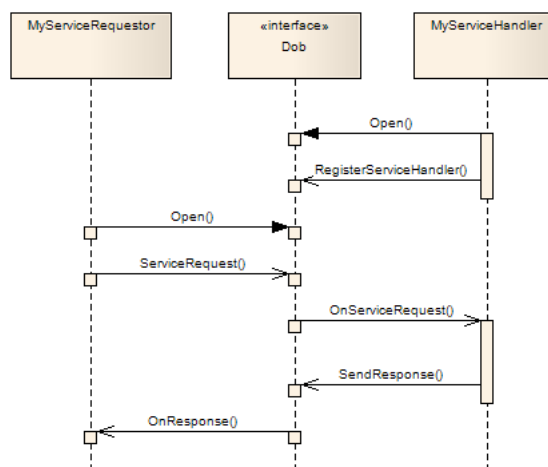 MyServiceRequestor
«interface»
Dob
MyServiceHandler
Open()
RegisterServiceHandler()
Open()
ServiceRequest()
OnServiceRequest()
SendResponse()
OnResponse()